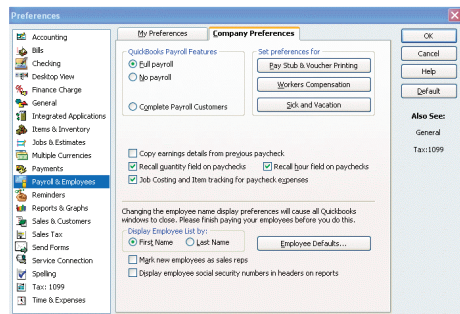 Preferences
Accounting
Bills
Checking
Desktop View
Finance Charge
General
Integrated Applications
Items & Inventory
Jobs & Estimates
Multiple Currencies
Payments
Payroll & Employees
Reminders
Reports & Graphs
Sales & Customers
Sales Tax
Send Forms
Service Connection
Spelling
Tax: 1099
Time & Expenses
My Preferences
Company Preferences
QuickBooks Payroll Features
Full payroll
No payroll
Complete Payroll Customers
Set preferences for
Pay Stub & Voucher Printing
Workers Compensation
Sick and Vacation
Copy earnings details from previous paycheck
Recall quantity field on paychecks
Recall hour field on paychecks
Job Costing and Item tracking for paycheck expenses
Changing the employee name display preferences will cause all Quickbooks
windows to close. Please finish paying your employees before you do this.
Display Employee List by:
First Name
Last Name
Employee Defaults...
Mark new employees as sales reps
Display employee social security numbers in headers on reports
OK
Cancel
Help
Default
Also See:
General
Tax:1099